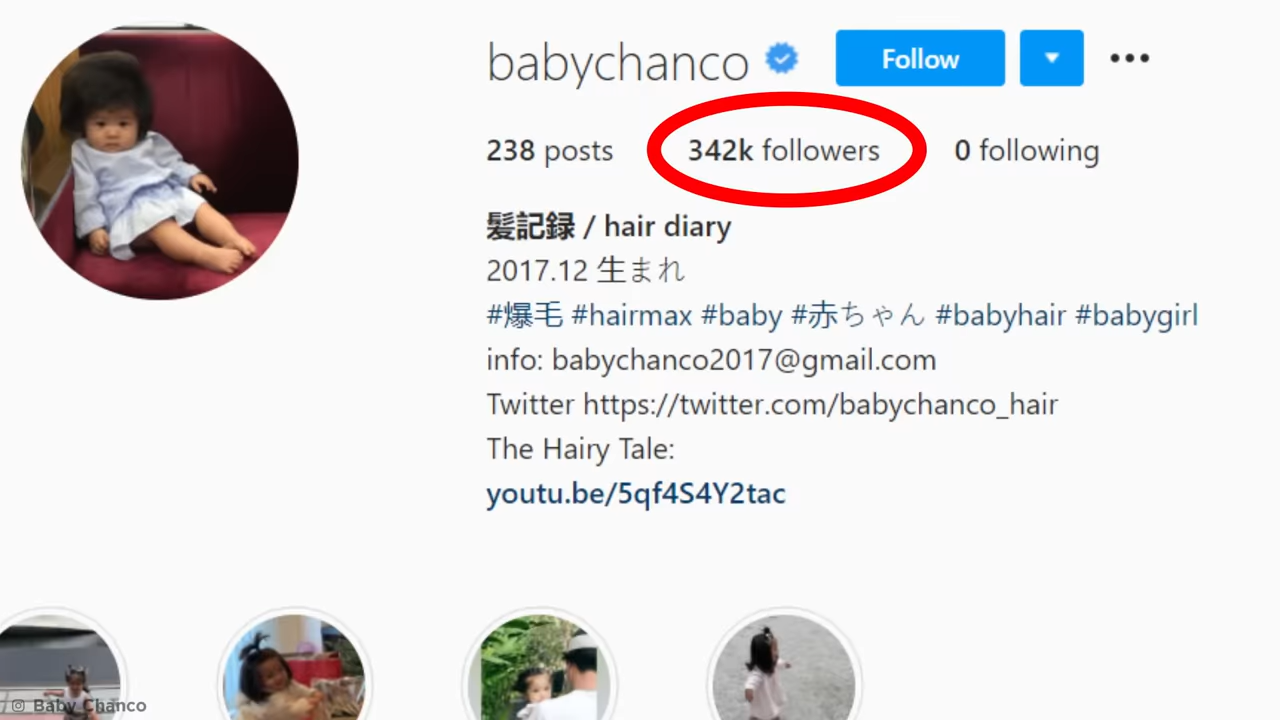 babychanco Follow
238 posts 342k followers 0 following
髪記録 / hair diary
2017.12 生まれ
#爆毛 #hairmax #baby #赤ちゃん #babyhair #babygirl
info: babychanco2017@gmail.com
Twitter https://twitter.com/babychanco_hair
The Hairy Tale:
youtu.be/5qf4S4Y2tac
Baby Chanco